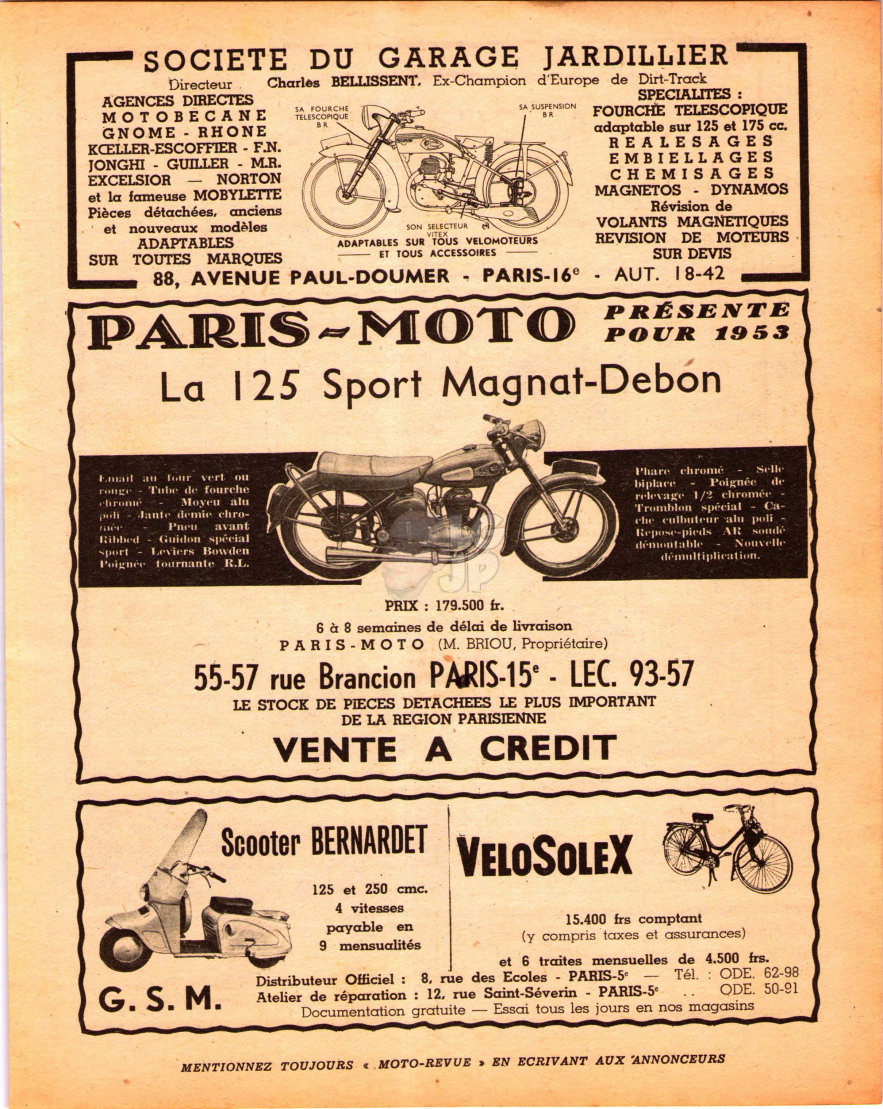 SOCIETE DU GARAGE JARDILLIER
Directeur Charles BELLISSENT, Ex-Champion d'Europe de Dirt-Track
AGENCES DIRECTES
MOTOBECANE
GNOME - RHONE
KŒLLER-ESCOFFIER - F.N.
JONGHI - GUILLER - M.R.
EXCELSIOR — NORTON
et la fameuse MOBYLETTE
Pièces détachées, anciens
et nouveaux modèles
ADAPTABLES
SUR TOUTES MARQUES
SA FOURCHE
TELESCOPIQUE
BR
SA SUSPENSION
BR
SON SELECTEUR
VITEX
ADAPTABLES SUR TOUS VELOMOTEURS
— ET TOUS ACCESSOIRES —
SPECIALITES :
FOURCHE TELESCOPIQUE
adaptable sur 125 et 175 cc.
REALESAGES
EMBIELLAGES
CHEMISAGES
MAGNETOS - DYNAMOS
Révision de
VOLANTS MAGNETIQUES
REVISION DE MOTEURS
SUR DEVIS
88, AVENUE PAUL-DOUMER - PARIS-16e - AUT. 18-42
PARIS-MOTO PRÉSENTE
POUR 1953
La 125 Sport Magnat-Debon
Email au four vert ou
rouge - Tube de fourche
chromé - Moyeu alu
poli - Jante demie chro-
mée - Pneu avant
Ribbed - Guidon spécial
sport - Leviers Bowden
Poignée tournante R.L.
Phare chromé - Selle
biplace - Poignée de
relevage 1/2 chromée -
Tromblon spécial - Ca-
che culbuteur alu poli -
Repose-pieds AR soudé
démontable - Nouvelle
démultiplication.
JP
PRIX : 179.500 fr.
6 à 8 semaines de délai de livraison
PARIS-MOTO (M. BRIOU, Propriétaire)
55-57 rue Brancion PARIS-15e - LEC. 93-57
LE STOCK DE PIECES DETACHEES LE PLUS IMPORTANT
DE LA REGION PARISIENNE
VENTE A CREDIT
Scooter BERNARDET
125 et 250 cmc.
4 vitesses
payable en
9 mensualités
VELOSOLEX
15.400 frs comptant
(y compris taxes et assurances)
et 6 traites mensuelles de 4.500 frs.
G.S.M.
Distributeur Officiel : 8, rue des Ecoles - PARIS-5e — Tél. : ODE. 62-98
Atelier de réparation : 12, rue Saint-Séverin - PARIS-5e .. ODE. 50-91
Documentation gratuite — Essai tous les jours en nos magasins
MENTIONNEZ TOUJOURS « MOTO-REVUE » EN ECRIVANT AUX ANNONCEURS